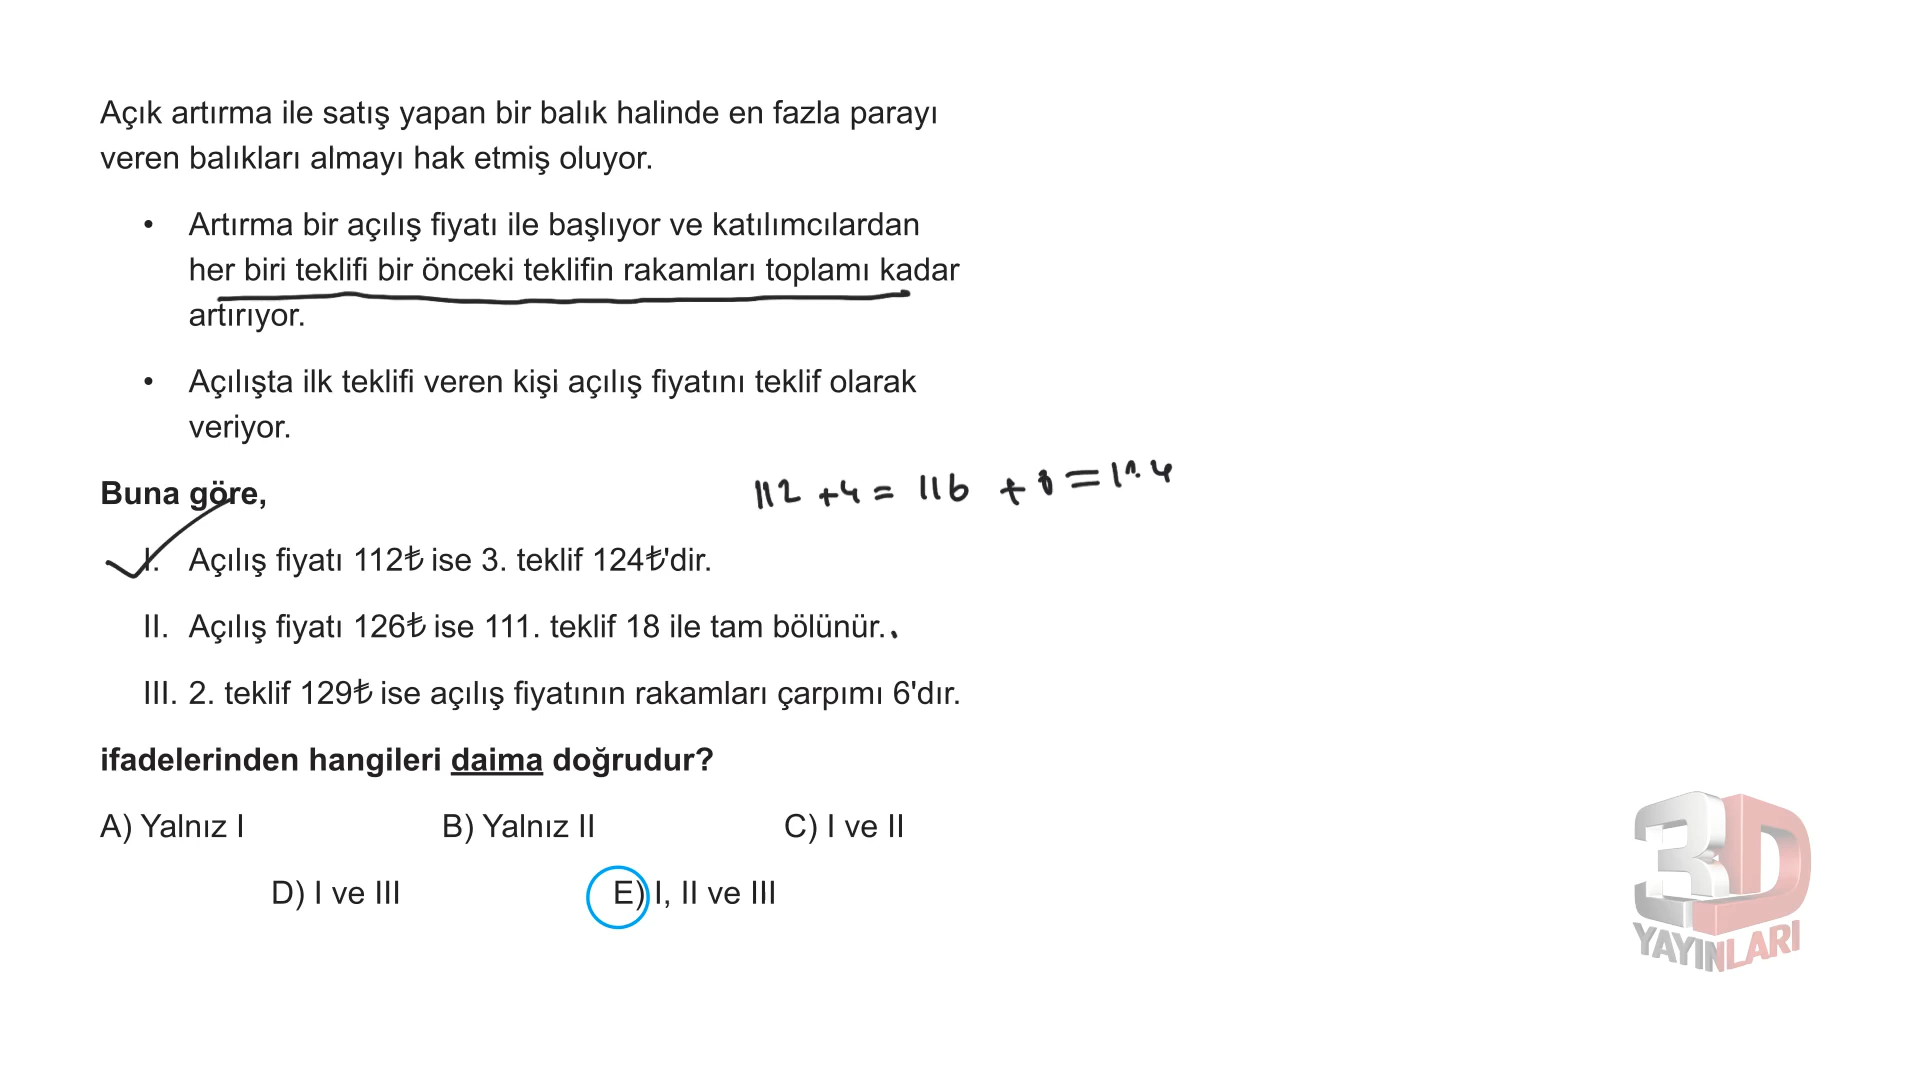 Açık artırma ile satış yapan bir balık halinde en fazla parayı
veren balıkları almayı hak etmiş oluyor.
• Artırma bir açılış fiyatı ile başlıyor ve katılımcılardan
her biri teklifi bir önceki teklifin rakamları toplamı kadar
artırıyor.
• Açılışta ilk teklifi veren kişi açılış fiyatını teklif olarak
veriyor.
Buna göre,
112 +4 = 116 + 8 = 124
I. Açılış fiyatı 112₺ ise 3. teklif 124₺'dir.
II. Açılış fiyatı 126₺ ise 111. teklif 18 ile tam bölünür.
III. 2. teklif 129₺ ise açılış fiyatının rakamları çarpımı 6'dır.
ifadelerinden hangileri daima doğrudur?
A) Yalnız I B) Yalnız II C) I ve II
D) I ve III E) I, II ve III
3D
YAYINLARI